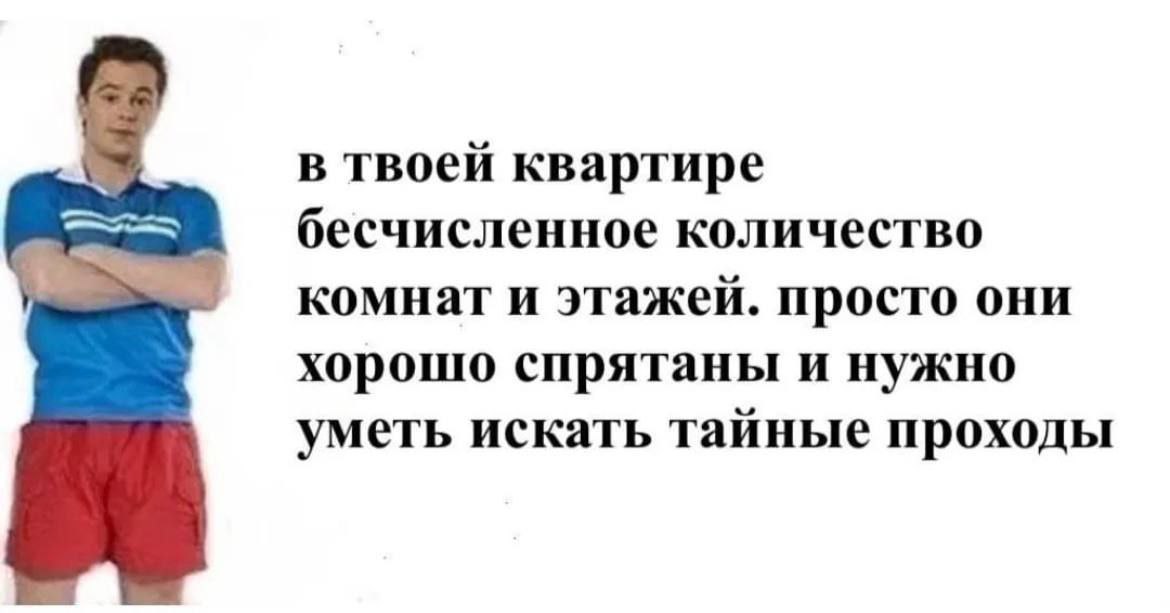 в твоей квартире
бесчисленное количество
комнат и этажей. просто они
хорошо спрятаны и нужно
уметь искать тайные проходы